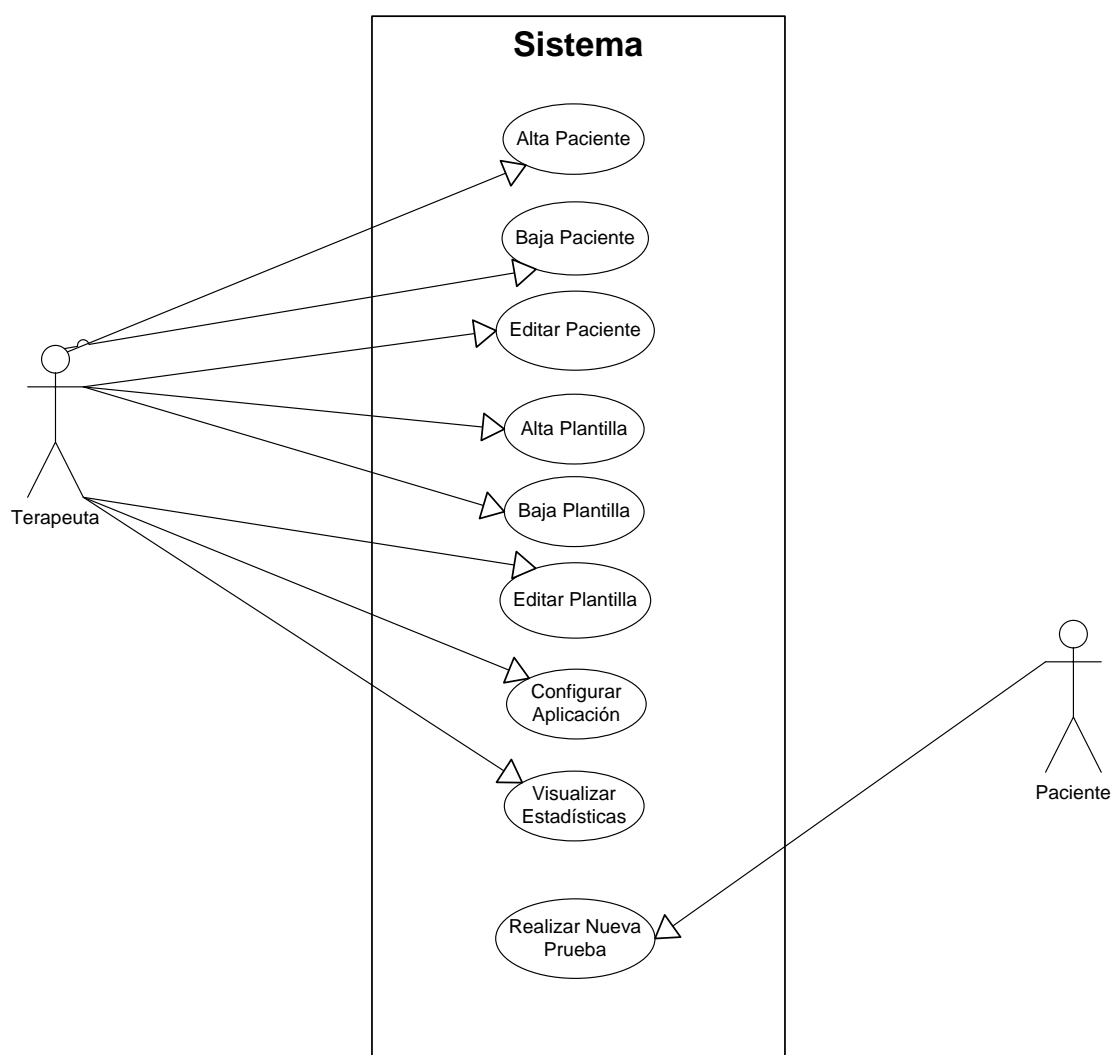 Sistema
Alta Paciente
Baja Paciente
Editar Paciente
Alta Plantilla
Baja Plantilla
Terapeuta
Editar Plantilla
Configurar
Aplicación
Visualizar
Estadísticas
Paciente
Realizar Nueva
Prueba